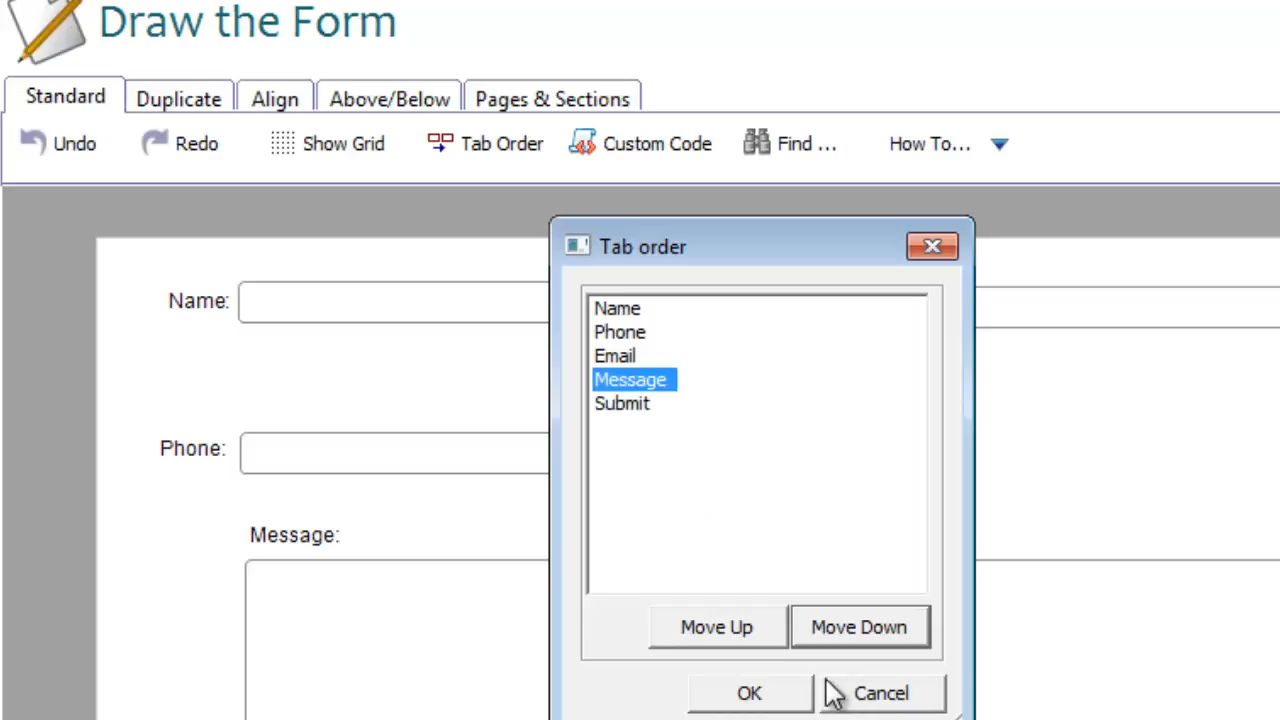 Draw the Form
Standard Duplicate Align Above/Below Pages & Sections
Undo Redo Show Grid Tab Order Custom Code Find ... How To...
Tab order
Name:
Name
Phone
Email
Message
Submit
Phone:
Message:
Move Up Move Down
OK Cancel